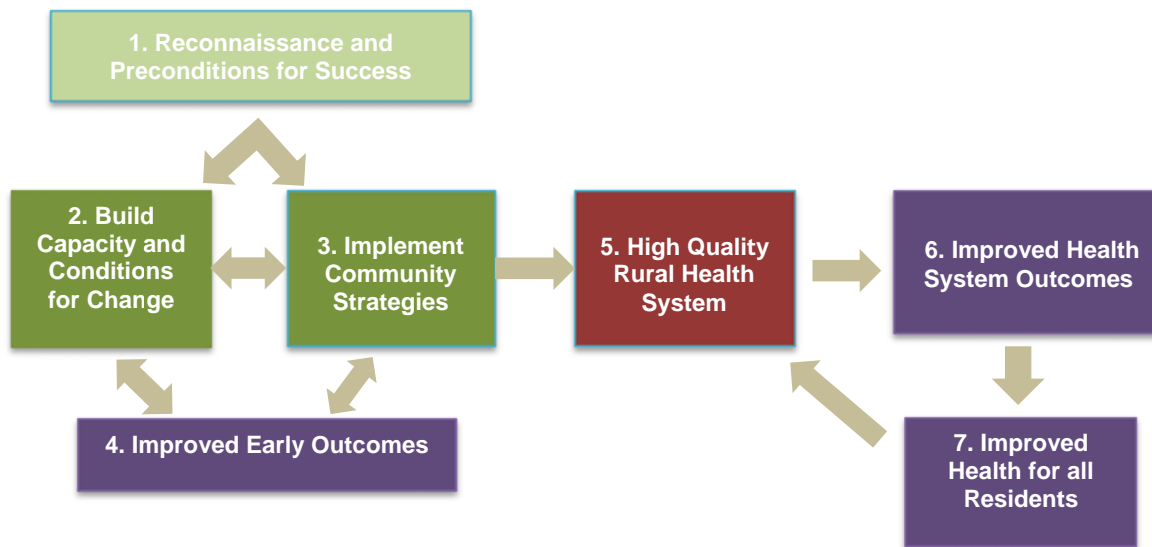 1. Reconnaissance and
Preconditions for Success
2. Build
Capacity and
Conditions
for Change
3. Implement
Community
Strategies
5. High Quality
Rural Health
System
6. Improved Health
System Outcomes
4. Improved Early Outcomes
7. Improved
Health for all
Residents